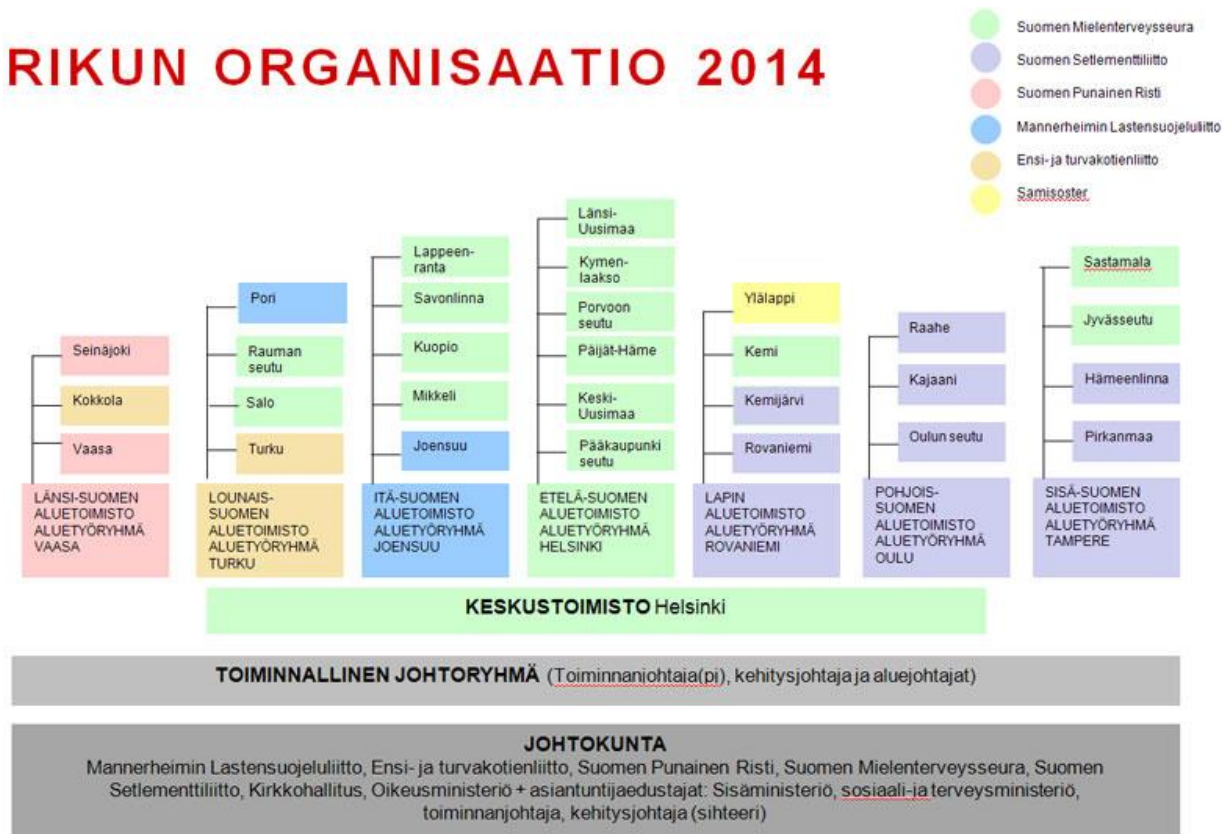 RIKUN ORGANISAATIO 2014
Suomen Mielenterveysseura
Suomen Setlementtiliitto
Suomen Punainen Risti
Mannerheimin Lastensuojeluliitto
Ensi- ja turvakotienliitto
Samisoster
Seinäjoki
Kokkola
Vaasa
LÄNSI-SUOMEN
ALUETOIMISTO
ALUETYÖRYHMÄ
VAASA
Pori
Rauman
seutu
Salo
Turku
LOUNAIS-
SUOMEN
ALUETOIMISTO
ALUETYÖRYHMÄ
TURKU
Lappeen-
ranta
Savonlinna
Kuopio
Mikkeli
Joensuu
ITÄ-SUOMEN
ALUETOIMISTO
ALUETYÖRYHMÄ
JOENSUU
Länsi-
Uusimaa
Kymen-
laakso
Porvoon
seutu
Päijät-Häme
Keski-
Uusimaa
Pääkaupunki
seutu
ETELÄ-SUOMEN
ALUETOIMISTO
ALUETYÖRYHMÄ
HELSINKI
Ylälappi
Kemi
Kemijärvi
Rovaniemi
LAPIN
ALUETOIMISTO
ALUETYÖRYHMÄ
ROVANIEMI
Raahe
Kajaani
Oulun seutu
POHJOIS-
SUOMEN
ALUETOIMISTO
ALUETYÖRYHMÄ
OULU
Sastamala
Jyvässeutu
Hämeenlinna
Pirkanmaa
SISÄ-SUOMEN
ALUETOIMISTO
ALUETYÖRYHMÄ
TAMPERE
KESKUSTOIMISTO Helsinki
TOIMINNALLINEN JOHTORYHMÄ (Toiminnanjohtaja(pj), kehitysjohtaja ja aluejohtajat)
JOHTOKUNTA
Mannerheimin Lastensuojeluliitto, Ensi- ja turvakotienliitto, Suomen Punainen Risti, Suomen Mielenterveysseura, Suomen
Setlementtiliitto, Kirkkohallitus, Oikeusministeriö + asiantuntijaedustajat: Sisäministeriö, sosiaali-ja terveysministeriö,
toiminnanjohtaja, kehitysjohtaja (sihteeri)